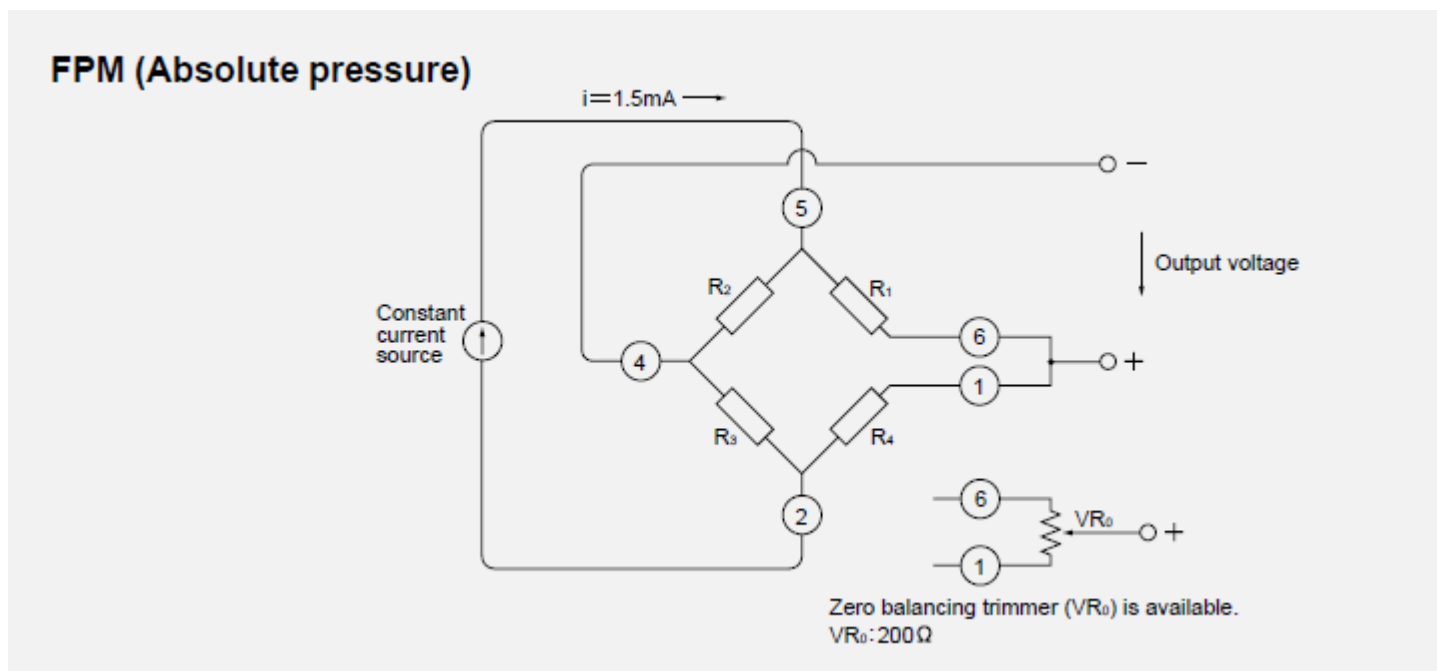 FPM (Absolute pressure)
i=1.5mA
−
5
Output voltage
R₂
R₁
Constant
current
source
6
4
+
1
R₃
R₄
6
2
VR₀
+
1
Zero balancing trimmer (VR₀) is available.
VR₀:200Ω